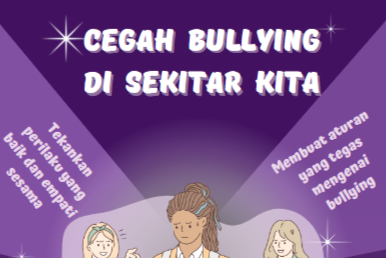 CEGAH BULLYING
DI SEKITAR KITA
Tekankan
perilaku yang
baik dan empati
sesama
Membuat aturan
yang tegas
mengenai
bullying